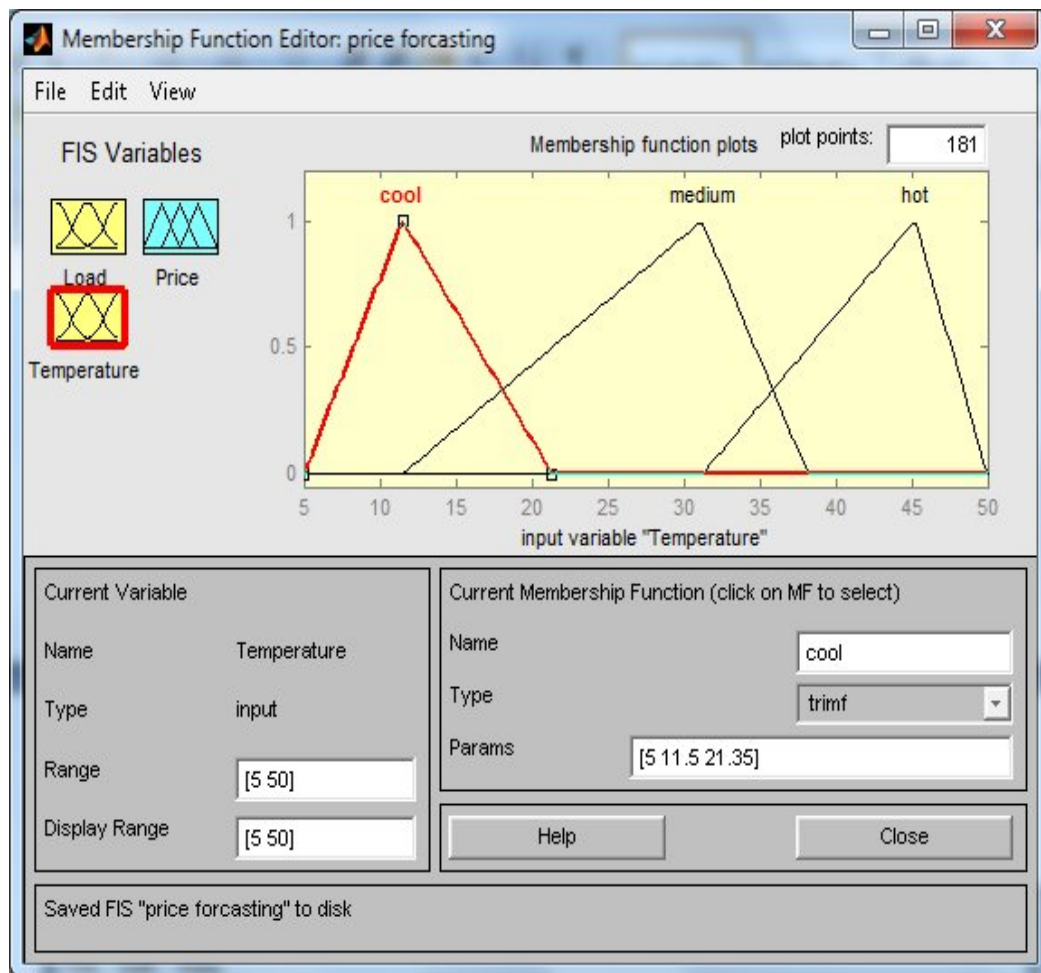 Membership Function Editor: price forcasting
File Edit View
FIS Variables
Membership function plots plot points: 181
cool medium hot
Load Price
Temperature
1
0.5
0
5 10 15 20 25 30 35 40 45 50
input variable "Temperature"
Current Variable
Name Temperature
Type input
Range [5 50]
Display Range [5 50]
Current Membership Function (click on MF to select)
Name cool
Type trimf
Params [5 11.5 21.35]
Help Close
Saved FIS "price forcasting" to disk